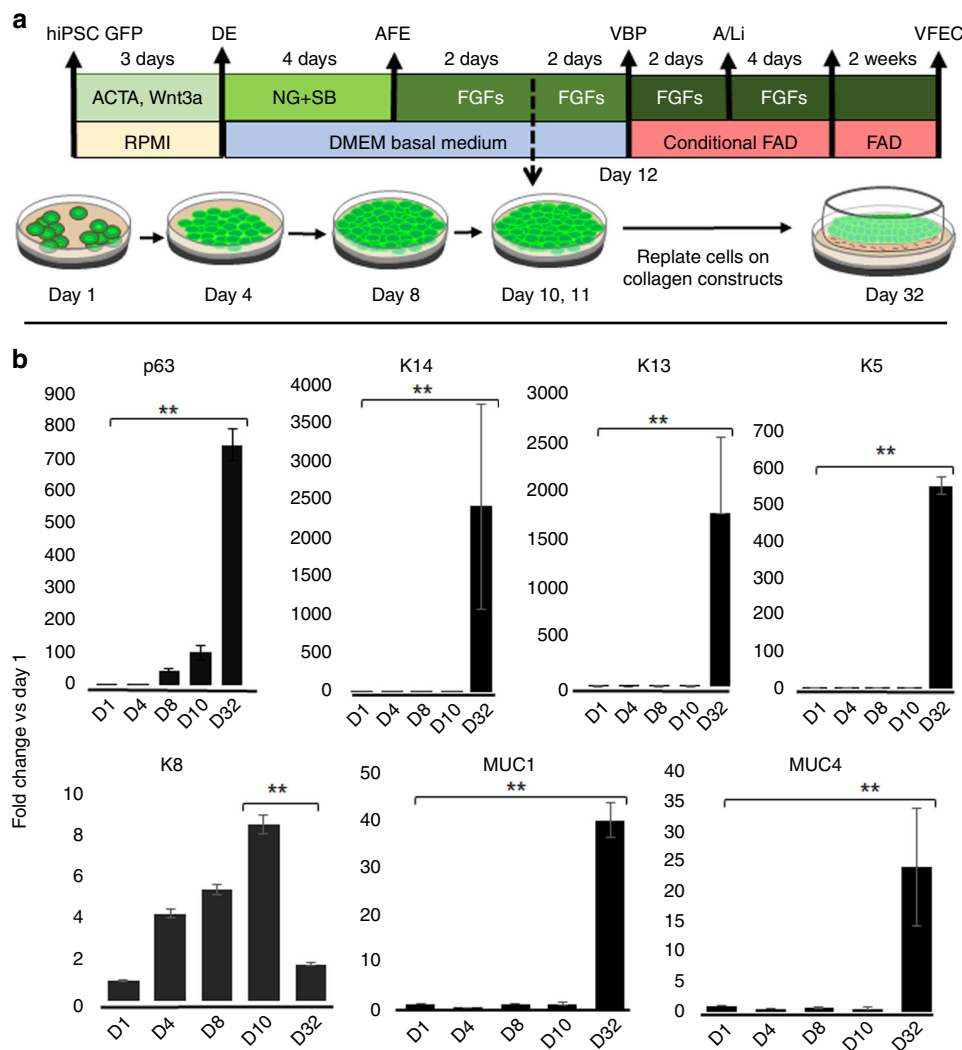 a
hiPSC GFP DE AFE VBP A/Li VFEC
3 days 4 days 2 days 2 days 2 days 4 days 2 weeks
ACTA, Wnt3a NG+SB FGFs FGFs FGFs FGFs
RPMI DMEM basal medium Conditional FAD FAD
Day 12
Replate cells on
collagen constructs
Day 1 Day 4 Day 8 Day 10, 11 Day 32
b
Fold change vs day 1
p63
**
900
800
700
600
500
400
300
200
100
0
D1 D4 D8 D10 D32
K14
**
4000
3500
3000
2500
2000
1500
1000
500
0
D1 D4 D8 D10 D32
K13
**
3000
2500
2000
1500
1000
500
0
D1 D4 D8 D10 D32
K5
**
700
600
500
400
300
200
100
0
D1 D4 D8 D10 D32
K8
**
10
8
6
4
2
0
D1 D4 D8 D10 D32
MUC1
**
50
40
30
20
10
0
D1 D4 D8 D10 D32
MUC4
**
40
35
30
25
20
15
10
5
0
D1 D4 D8 D10 D32